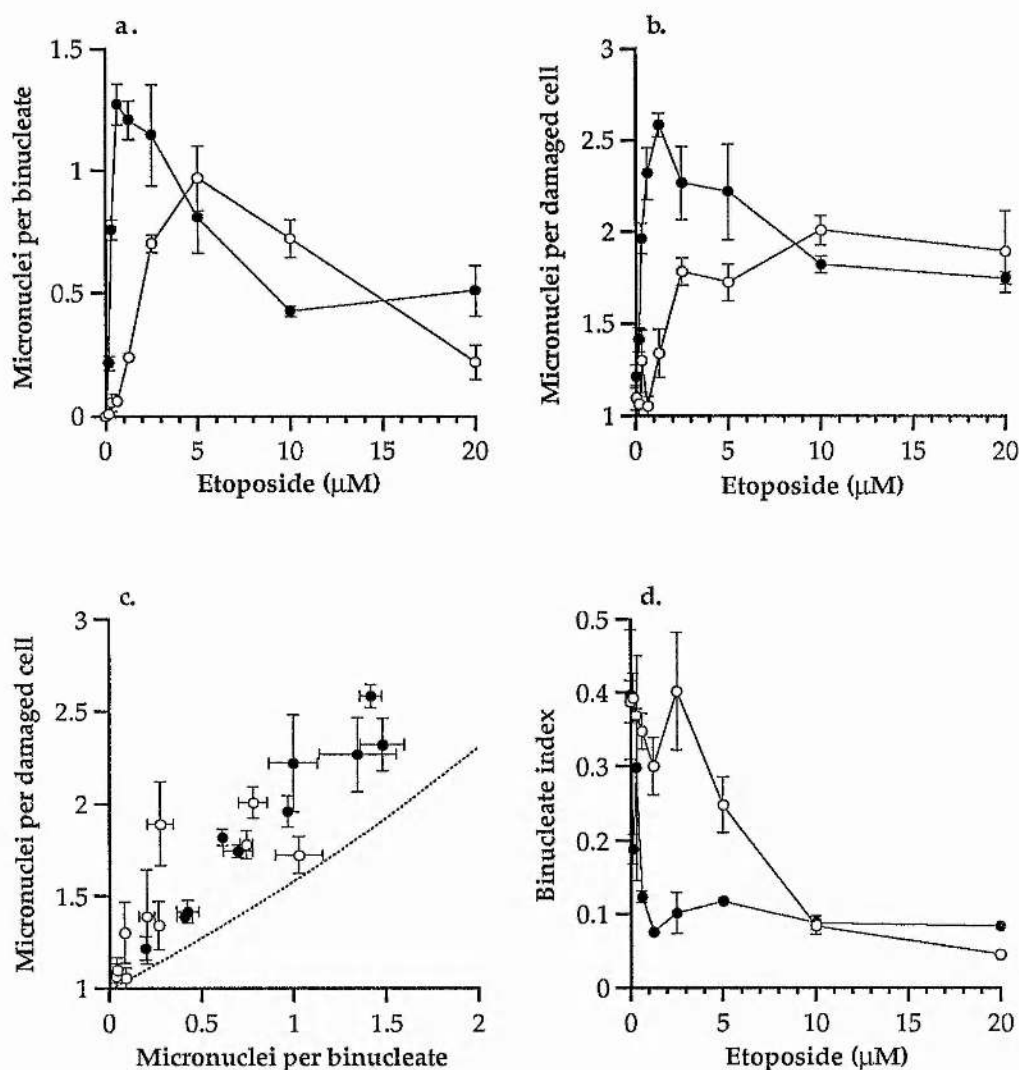 a.
Micronuclei per binucleate
1.5
1
0.5
0
0 5 10 15 20
Etoposide (μM)
b.
Micronuclei per damaged cell
3
2.5
2
1.5
1
0 5 10 15 20
Etoposide (μM)
c.
Micronuclei per damaged cell
3
2.5
2
1.5
1
0 0.5 1 1.5 2
Micronuclei per binucleate
d.
Binucleate index
0.5
0.4
0.3
0.2
0.1
0
0 5 10 15 20
Etoposide (μM)